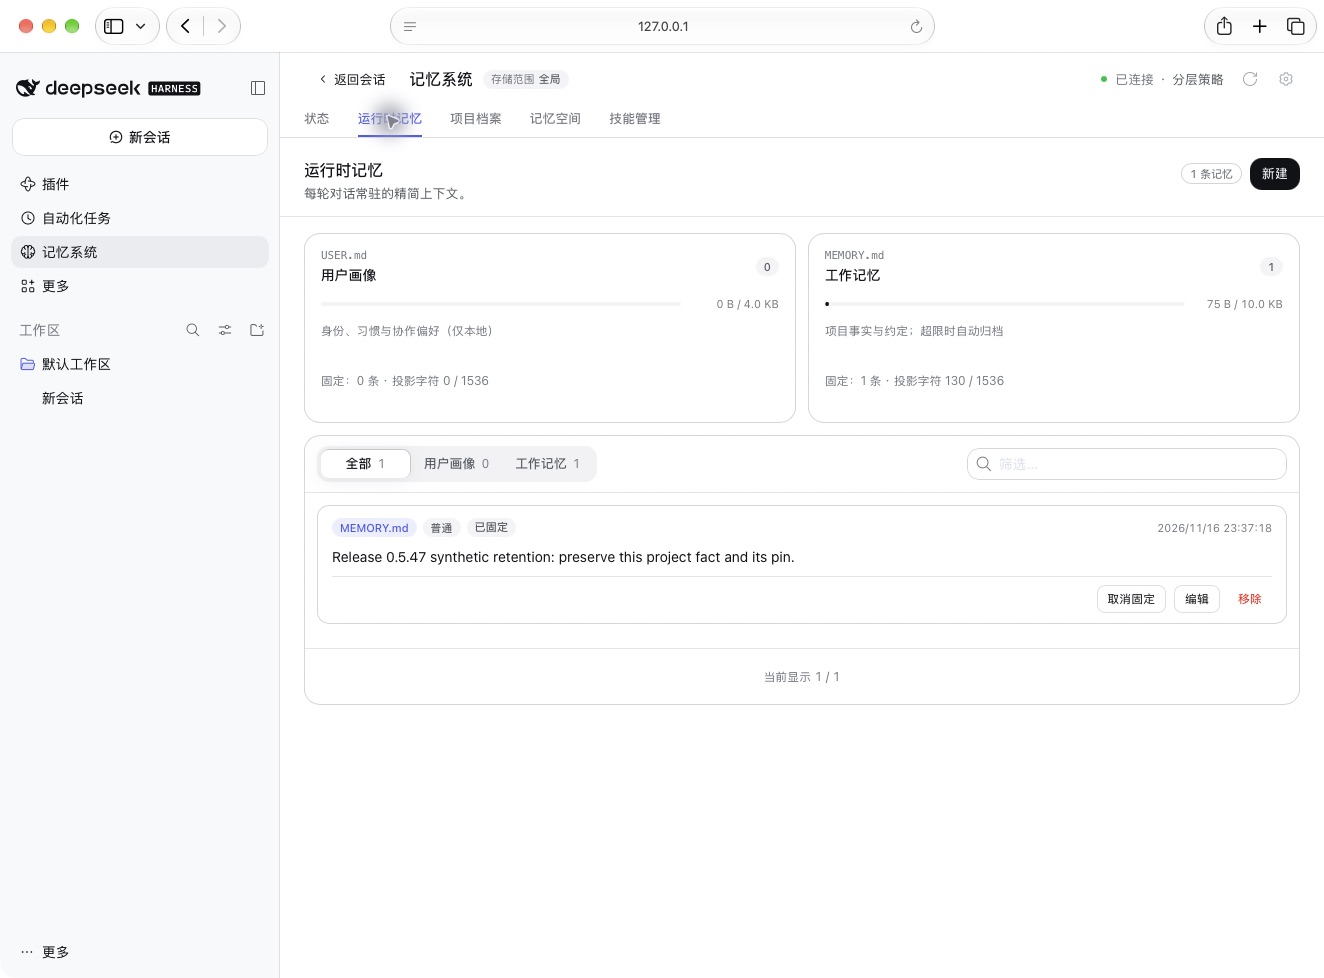 127.0.0.1
deepseek HARNESS
新会话
插件
自动化任务
记忆系统
更多
工作区
默认工作区
新会话
更多
返回会话
记忆系统
存储范围 全局
已连接 · 分层策略
状态
运行时记忆
项目档案
记忆空间
技能管理
运行时记忆
每轮对话常驻的精简上下文。
1 条记忆
新建
USER.md
用户画像
0
0 B / 4.0 KB
身份、习惯与协作偏好（仅本地）
固定：0 条 · 投影字符 0 / 1536
MEMORY.md
工作记忆
1
75 B / 10.0 KB
项目事实与约定；超限时自动归档
固定：1 条 · 投影字符 130 / 1536
全部 1
用户画像 0
工作记忆 1
筛选...
MEMORY.md 普通 已固定
2026/11/16 23:37:18
Release 0.5.47 synthetic retention: preserve this project fact and its pin.
取消固定
编辑
移除
当前显示 1 / 1